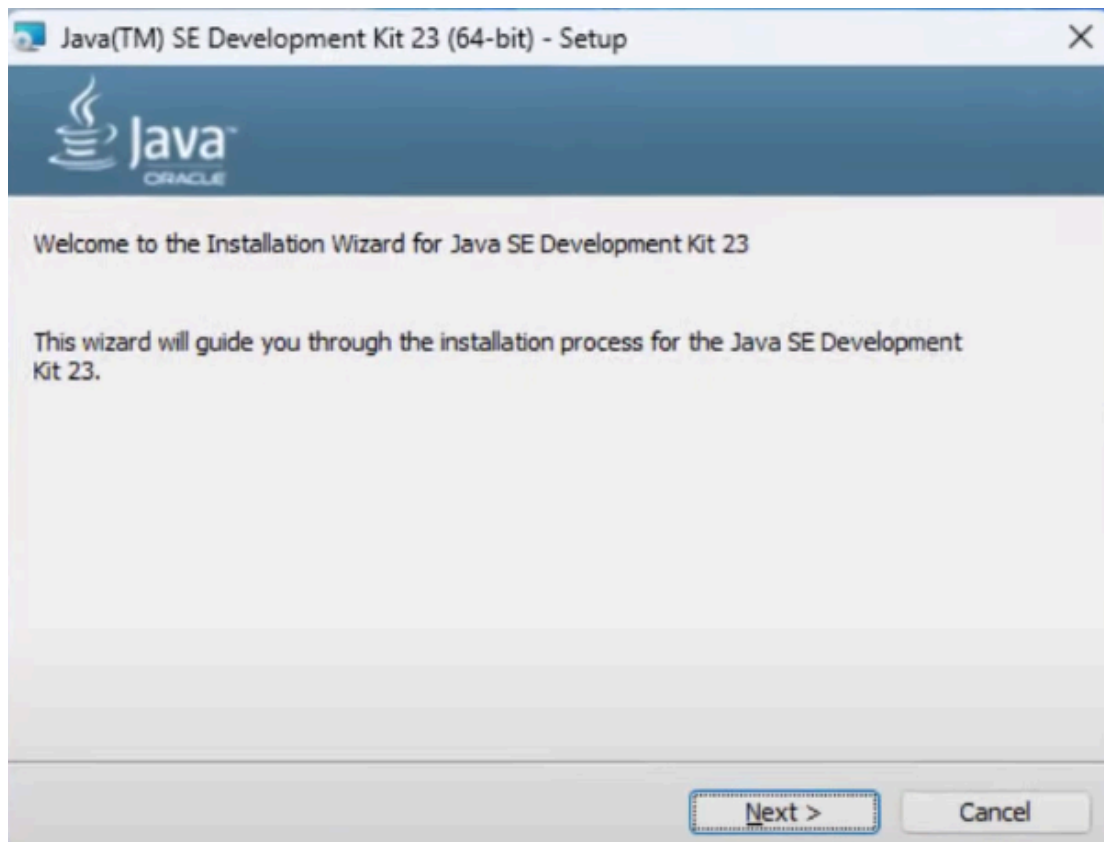 Java(TM) SE Development Kit 23 (64-bit) - Setup
Java™
ORACLE
Welcome to the Installation Wizard for Java SE Development Kit 23
This wizard will guide you through the installation process for the Java SE Development
Kit 23.
Next >
Cancel